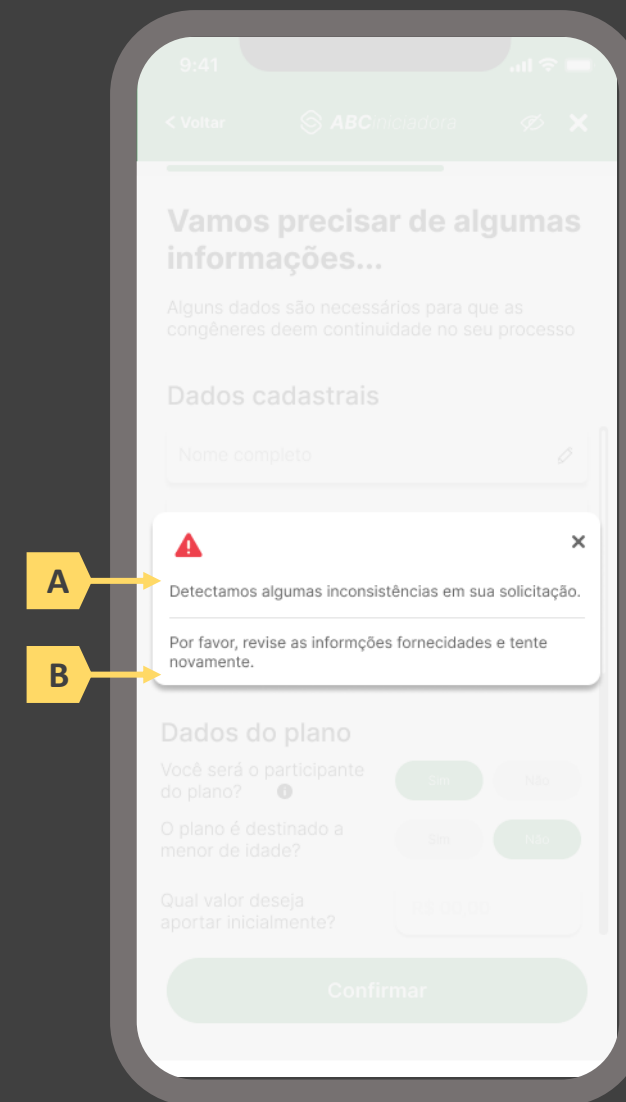 9:41
< Voltar
ABCiniciadora
Vamos precisar de algumas
informações...
Alguns dados são necessários para que as
congêneres deem continuidade no seu processo
Dados cadastrais
Nome completo
A
Detectamos algumas inconsistências em sua solicitação.
B
Por favor, revise as informções fornecidades e tente
novamente.
Dados do plano
Você será o participante
do plano?
Sim Não
O plano é destinado a
menor de idade?
Sim Não
Qual valor deseja
aportar inicialmente?
Confirmar